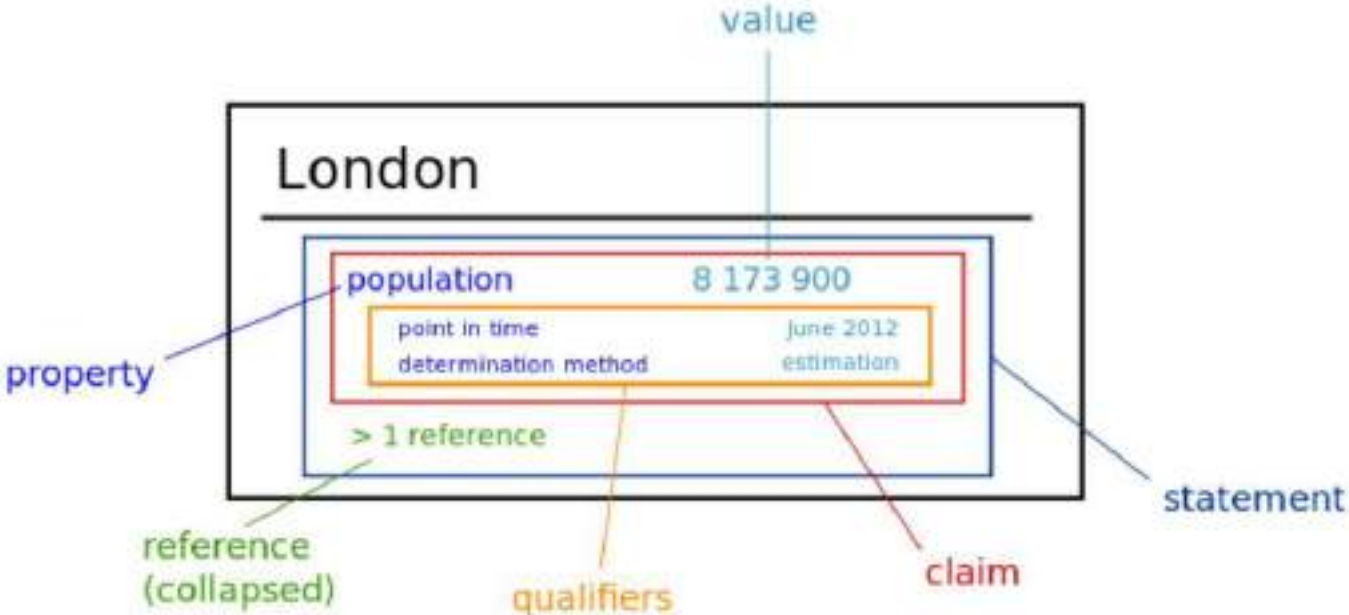 value
London
population 8 173 900
point in time June 2012
determination method estimation
property
> 1 reference
statement
reference
(collapsed)
qualifiers
claim